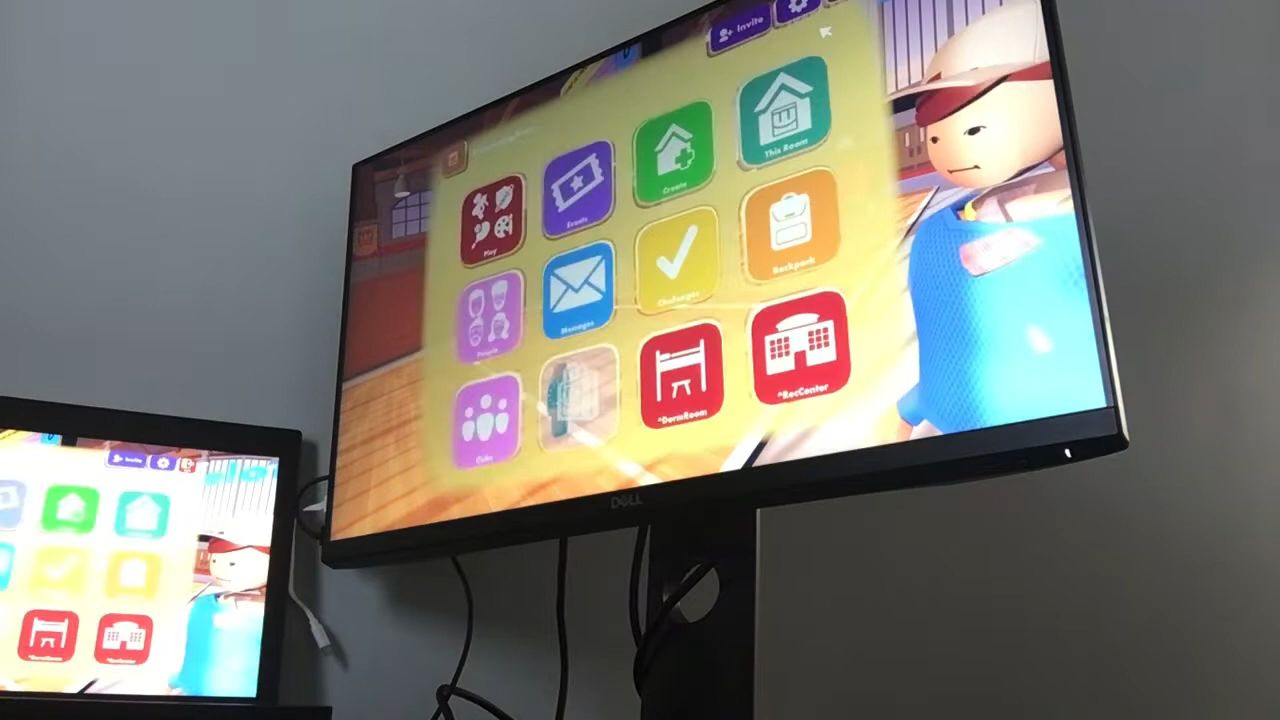 Invite
This Room
Create
Events
Play
Backpack
Challenges
Messages
People
^RecCenter
^DormRoom
Clubs
DELL